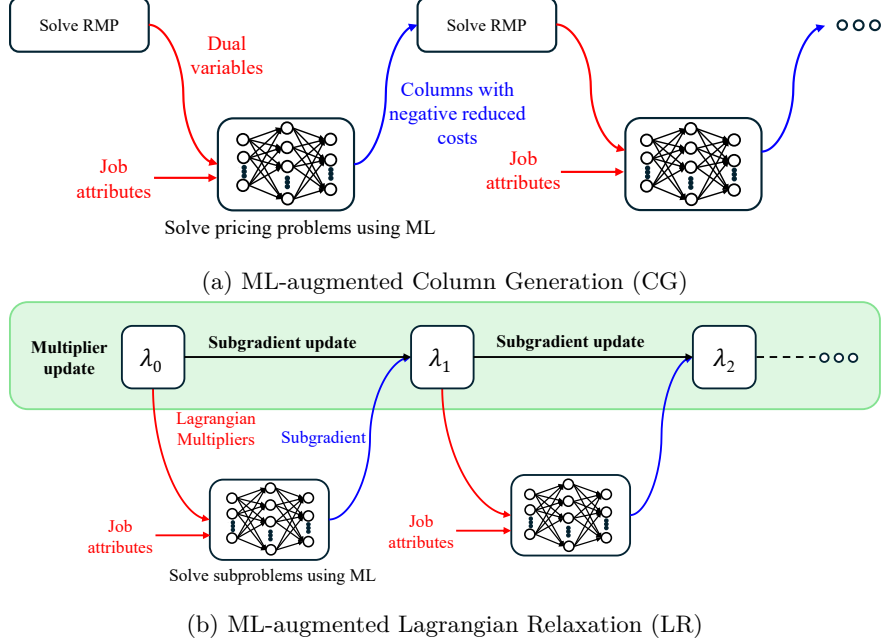 Solve RMP
Solve RMP
Dual
variables
Columns with
negative reduced
costs
Job
attributes
Job
attributes
Solve pricing problems using ML
(a) ML-augmented Column Generation (CG)
Multiplier
update
λ0
Subgradient update
λ1
Subgradient update
λ2
Lagrangian
Multipliers
Subgradient
Job
attributes
Job
attributes
Solve subproblems using ML
(b) ML-augmented Lagrangian Relaxation (LR)